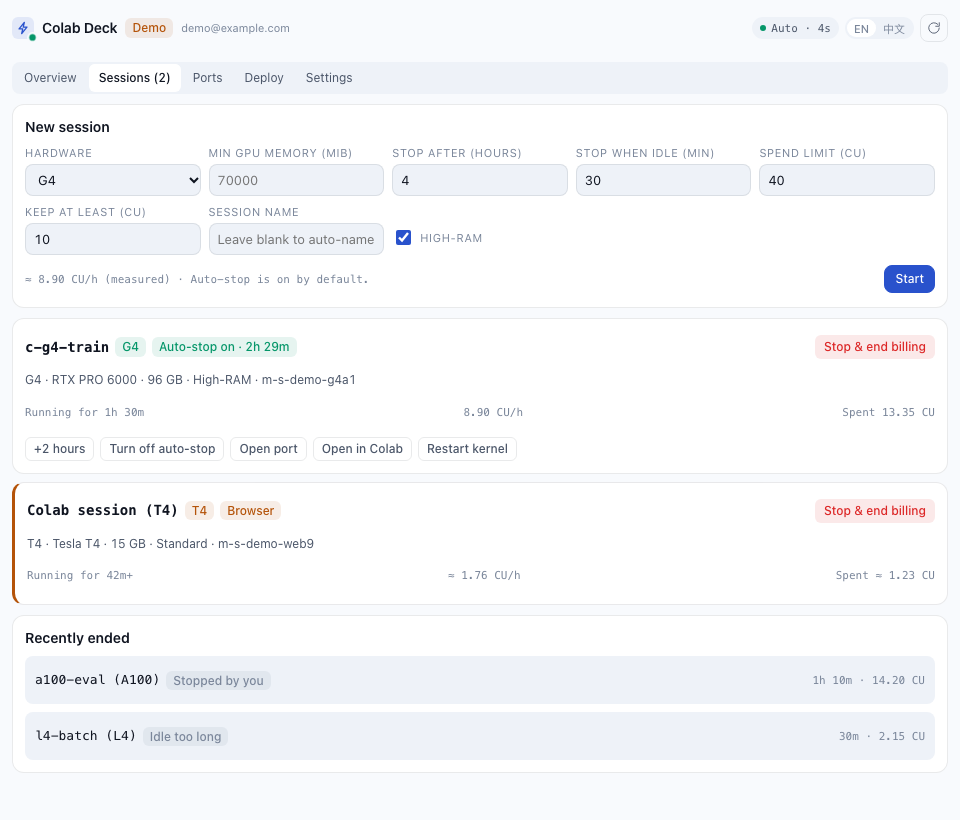 Colab Deck Demo demo@example.com Auto · 4s EN 中文
Overview Sessions (2) Ports Deploy Settings
New session
HARDWARE MIN GPU MEMORY (MIB) STOP AFTER (HOURS) STOP WHEN IDLE (MIN) SPEND LIMIT (CU)
G4 70000 4 30 40
KEEP AT LEAST (CU) SESSION NAME
10 Leave blank to auto-name HIGH-RAM
≈ 8.90 CU/h (measured) · Auto-stop is on by default. Start
c-g4-train G4 Auto-stop on · 2h 29m Stop & end billing
G4 · RTX PRO 6000 · 96 GB · High-RAM · m-s-demo-g4a1
Running for 1h 30m 8.90 CU/h Spent 13.35 CU
+2 hours Turn off auto-stop Open port Open in Colab Restart kernel
Colab session (T4) T4 Browser Stop & end billing
T4 · Tesla T4 · 15 GB · Standard · m-s-demo-web9
Running for 42m+ ≈ 1.76 CU/h Spent ≈ 1.23 CU
Recently ended
a100-eval (A100) Stopped by you 1h 10m · 14.20 CU
l4-batch (L4) Idle too long 30m · 2.15 CU